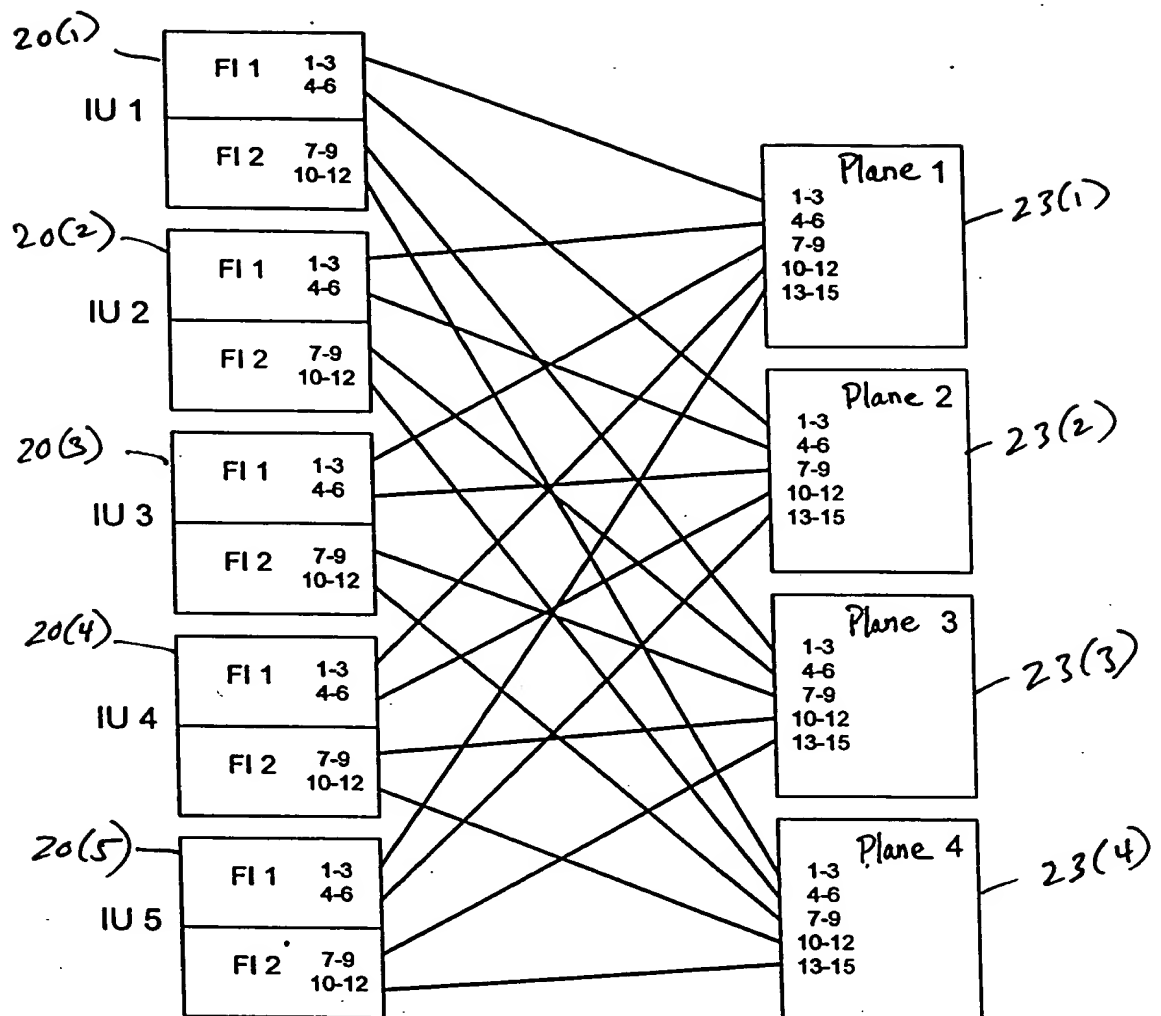 20(1)
IU 1
FI 1 1-3
4-6
FI 2 7-9
10-12
20(2)
IU 2
FI 1 1-3
4-6
FI 2 7-9
10-12
20(3)
IU 3
FI 1 1-3
4-6
FI 2 7-9
10-12
20(4)
IU 4
FI 1 1-3
4-6
FI 2 7-9
10-12
20(5)
IU 5
FI 1 1-3
4-6
FI 2 7-9
10-12
Plane 1
1-3
4-6
7-9
10-12
13-15
23(1)
Plane 2
1-3
4-6
7-9
10-12
13-15
23(2)
Plane 3
1-3
4-6
7-9
10-12
13-15
23(3)
Plane 4
1-3
4-6
7-9
10-12
13-15
23(4)